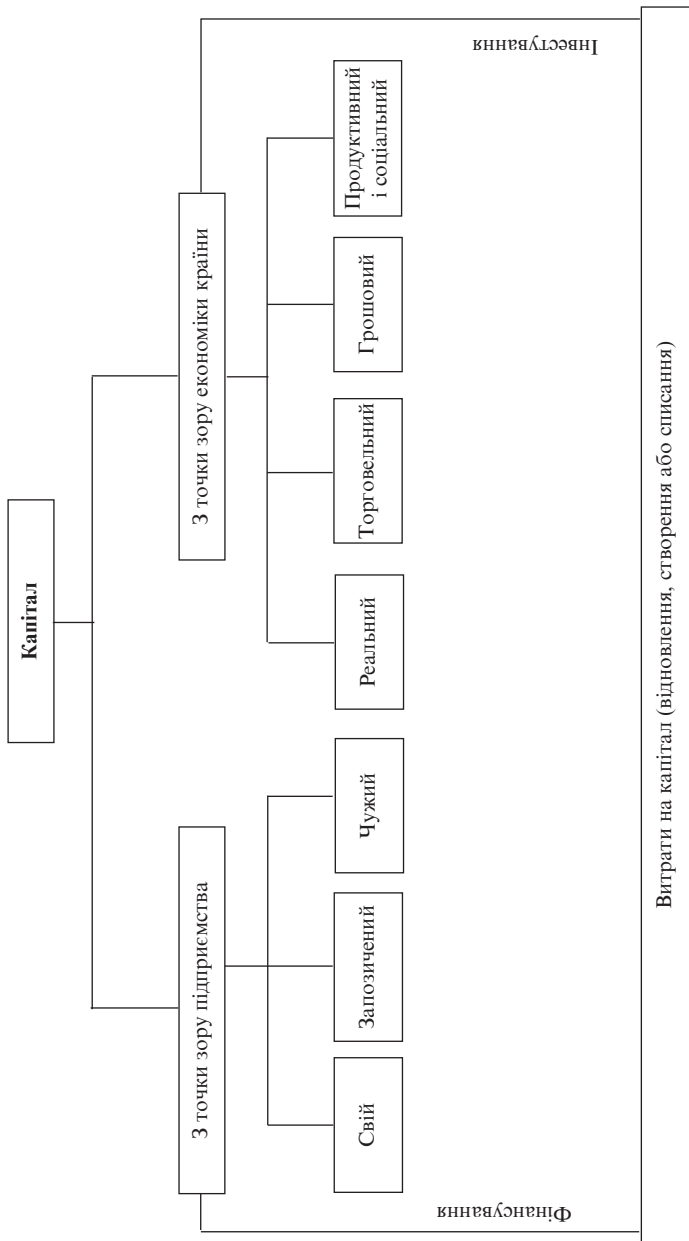 Капітал
З точки зору підприємства
З точки зору економіки країни
Свій
Запозичений
Чужий
Реальний
Торговельний
Грошовий
Продуктивний
і соціальний
Фінансування
Інвестування
Витрати на капітал (відновлення, створення або списання)